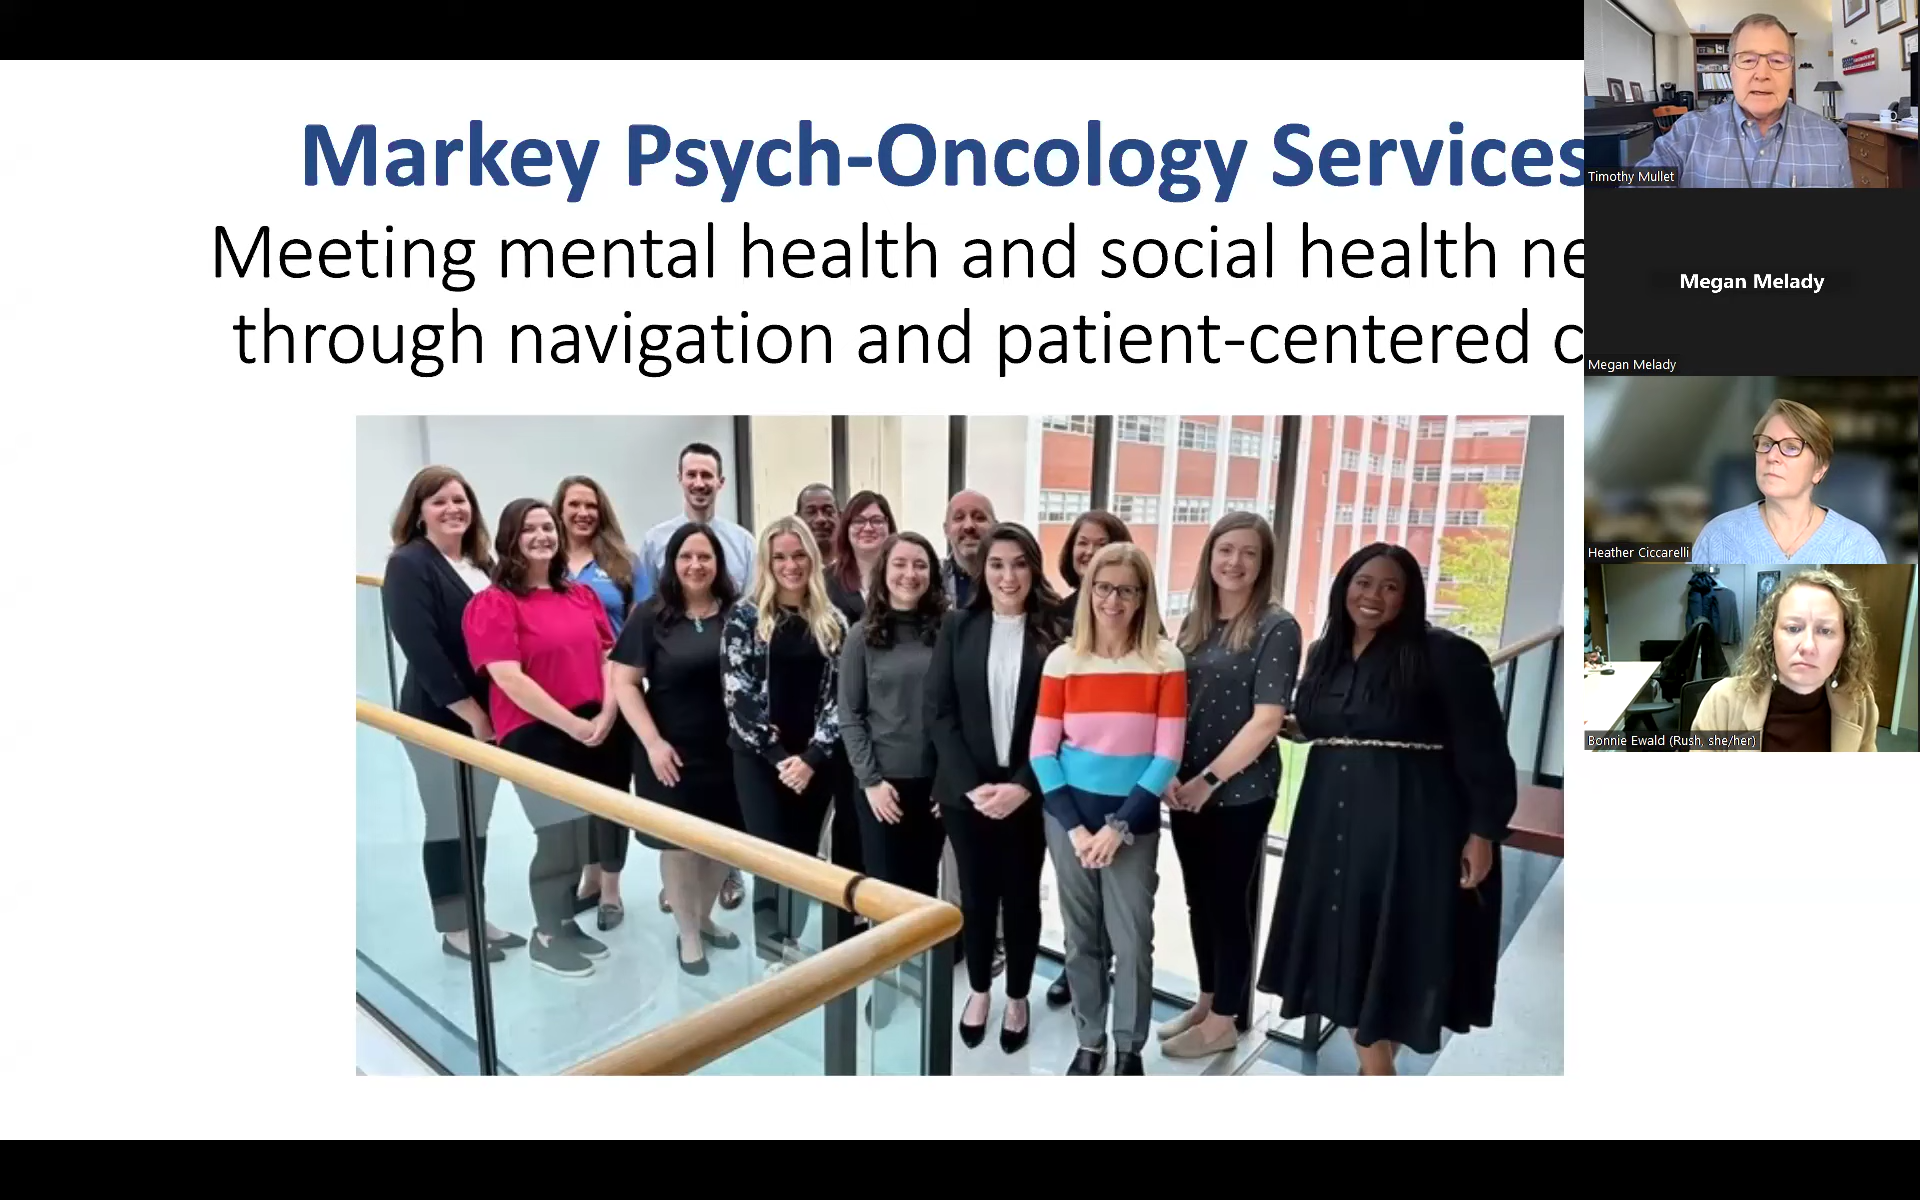 Markey Psych-Oncology Services
Meeting mental health and social health ne
through navigation and patient-centered c
Timothy Mullet
Megan Melady
Megan Melady
Heather Ciccarelli
Bonnie Ewald (Rush, she/her)